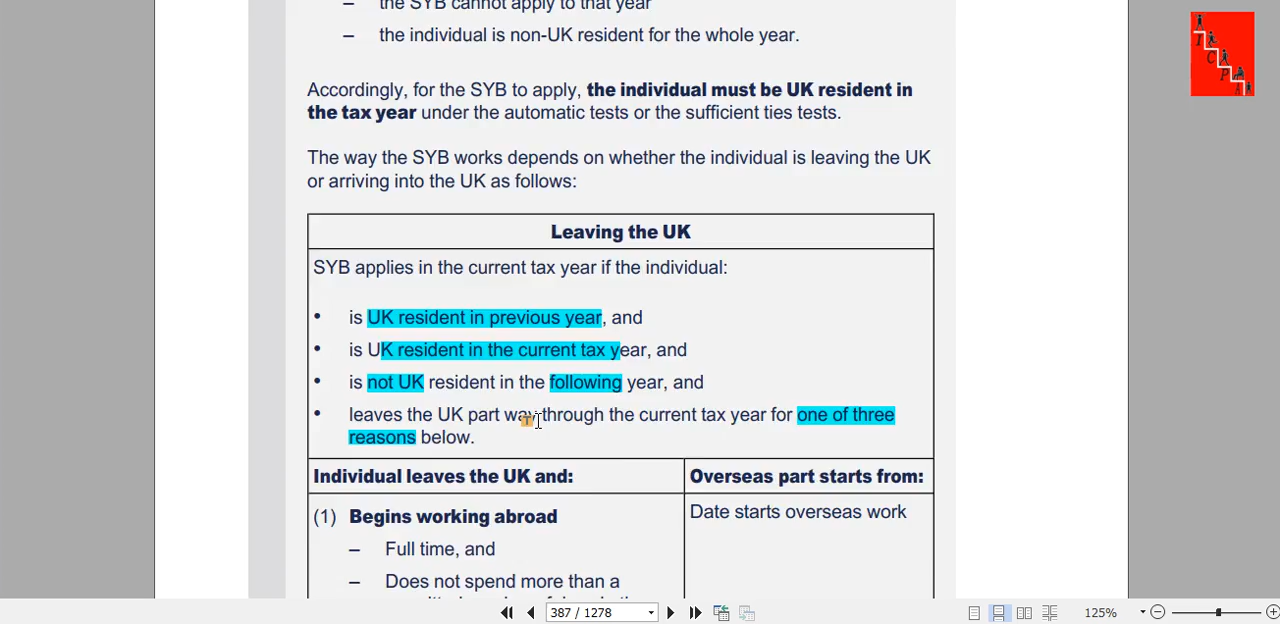 – the SYB cannot apply to that year
– the individual is non-UK resident for the whole year.
Accordingly, for the SYB to apply, the individual must be UK resident in
the tax year under the automatic tests or the sufficient ties tests.
The way the SYB works depends on whether the individual is leaving the UK
or arriving into the UK as follows:
Leaving the UK
SYB applies in the current tax year if the individual:
• is UK resident in previous year, and
• is UK resident in the current tax year, and
• is not UK resident in the following year, and
• leaves the UK part way through the current tax year for one of three
reasons below.
Individual leaves the UK and: Overseas part starts from:
(1) Begins working abroad Date starts overseas work
– Full time, and
– Does not spend more than a
387 / 1278
125%
T
C
P
A